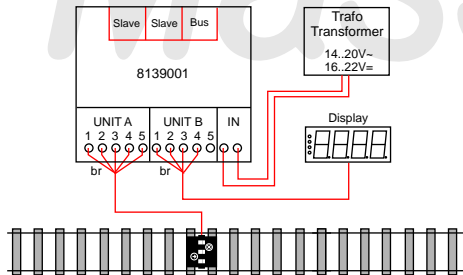 Mass
Slave Slave Bus
Trafo
Transformer
14..20V~
16..22V=
8139001
UNIT A UNIT B IN
1 2 3 4 5 1 2 3 4 5
br br
Display